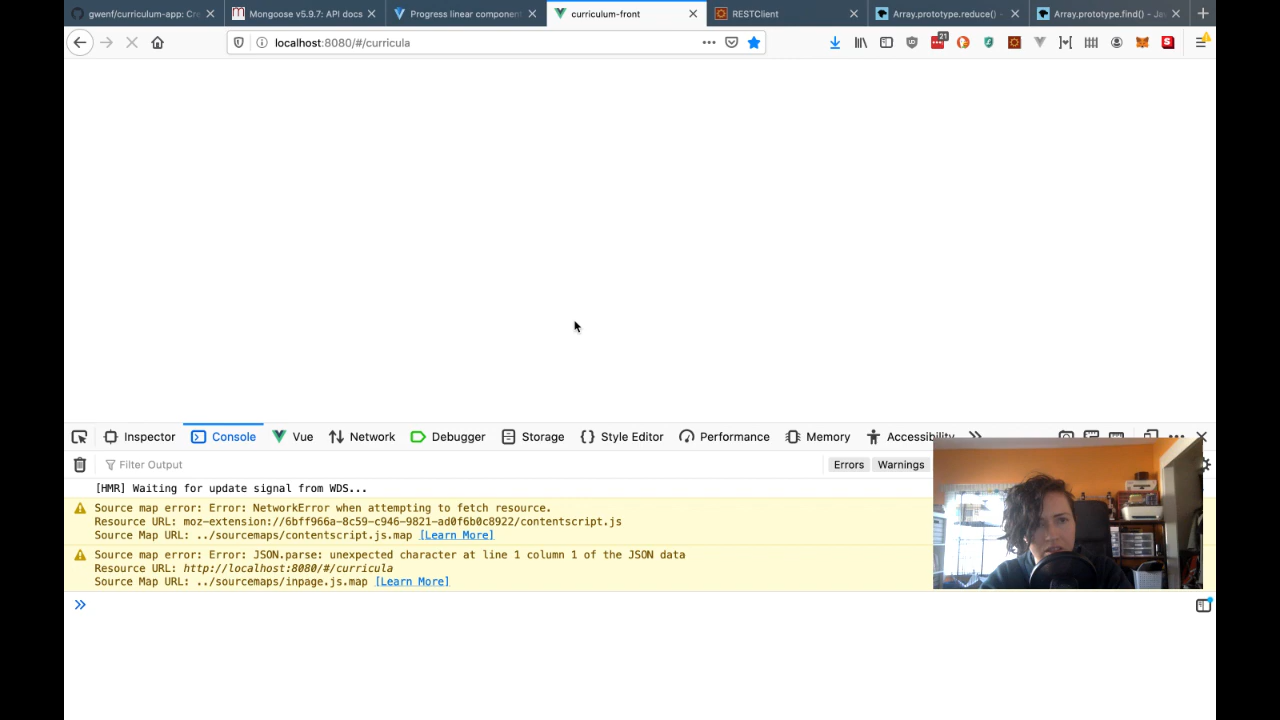 gwenf/curriculum-app: Cre
Mongoose v5.9.7: API docs
Progress linear component
curriculum-front
RESTClient
Array.prototype.reduce() -
Array.prototype.find() - Jav
localhost:8080/#/curricula
21
Inspector
Console
Vue
Network
Debugger
Storage
Style Editor
Performance
Memory
Accessibility
Filter Output
Errors
Warnings
[HMR] Waiting for update signal from WDS...
Source map error: Error: NetworkError when attempting to fetch resource.
Resource URL: moz-extension://6bff966a-8c59-c946-9821-ad0f6b0c8922/contentscript.js
Source Map URL: ../sourcemaps/contentscript.js.map [Learn More]
Source map error: Error: JSON.parse: unexpected character at line 1 column 1 of the JSON data
Resource URL: http://localhost:8080/#/curricula
Source Map URL: ../sourcemaps/inpage.js.map [Learn More]